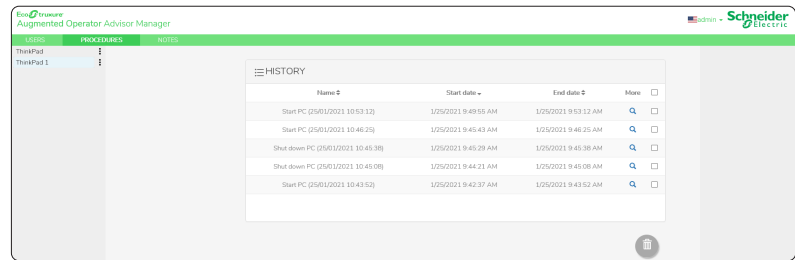 EcoStruxure
Augmented Operator Advisor Manager
admin
Schneider
Electric
USERS PROCEDURES NOTES
ThinkPad
ThinkPad 1
HISTORY
Name Start date End date More
Start PC (25/01/2021 10:53:12) 1/25/2021 9:49:55 AM 1/25/2021 9:53:12 AM
Start PC (25/01/2021 10:46:25) 1/25/2021 9:45:43 AM 1/25/2021 9:46:25 AM
Shut down PC (25/01/2021 10:45:38) 1/25/2021 9:45:29 AM 1/25/2021 9:45:38 AM
Shut down PC (25/01/2021 10:45:08) 1/25/2021 9:44:21 AM 1/25/2021 9:45:08 AM
Start PC (25/01/2021 10:43:52) 1/25/2021 9:42:37 AM 1/25/2021 9:43:52 AM